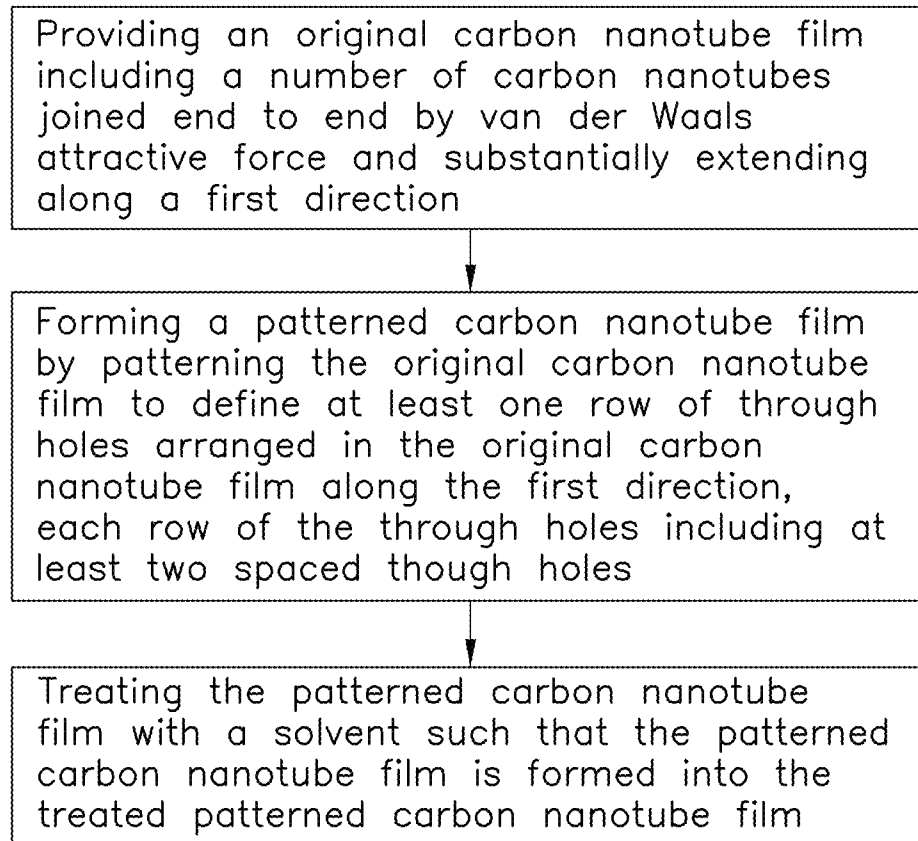 Providing an original carbon nanotube film
including a number of carbon nanotubes
joined end to end by van der Waals
attractive force and substantially extending
along a first direction
Forming a patterned carbon nanotube film
by patterning the original carbon nanotube
film to define at least one row of through
holes arranged in the original carbon
nanotube film along the first direction,
each row of the through holes including at
least two spaced though holes
Treating the patterned carbon nanotube
film with a solvent such that the patterned
carbon nanotube film is formed into the
treated patterned carbon nanotube film